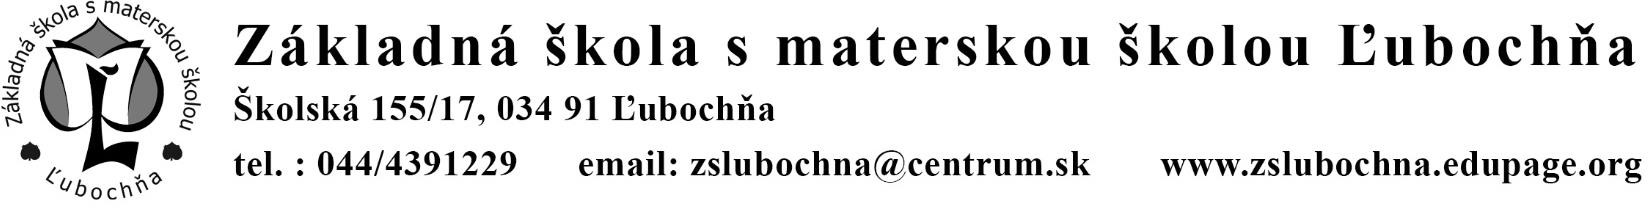 Základná škola s materskou školou
Ľ
Ľubochňa
Základná škola s materskou školou Ľubochňa
Školská 155/17, 034 91 Ľubochňa
tel. : 044/4391229 email: zslubochna@centrum.sk www.zslubochna.edupage.org